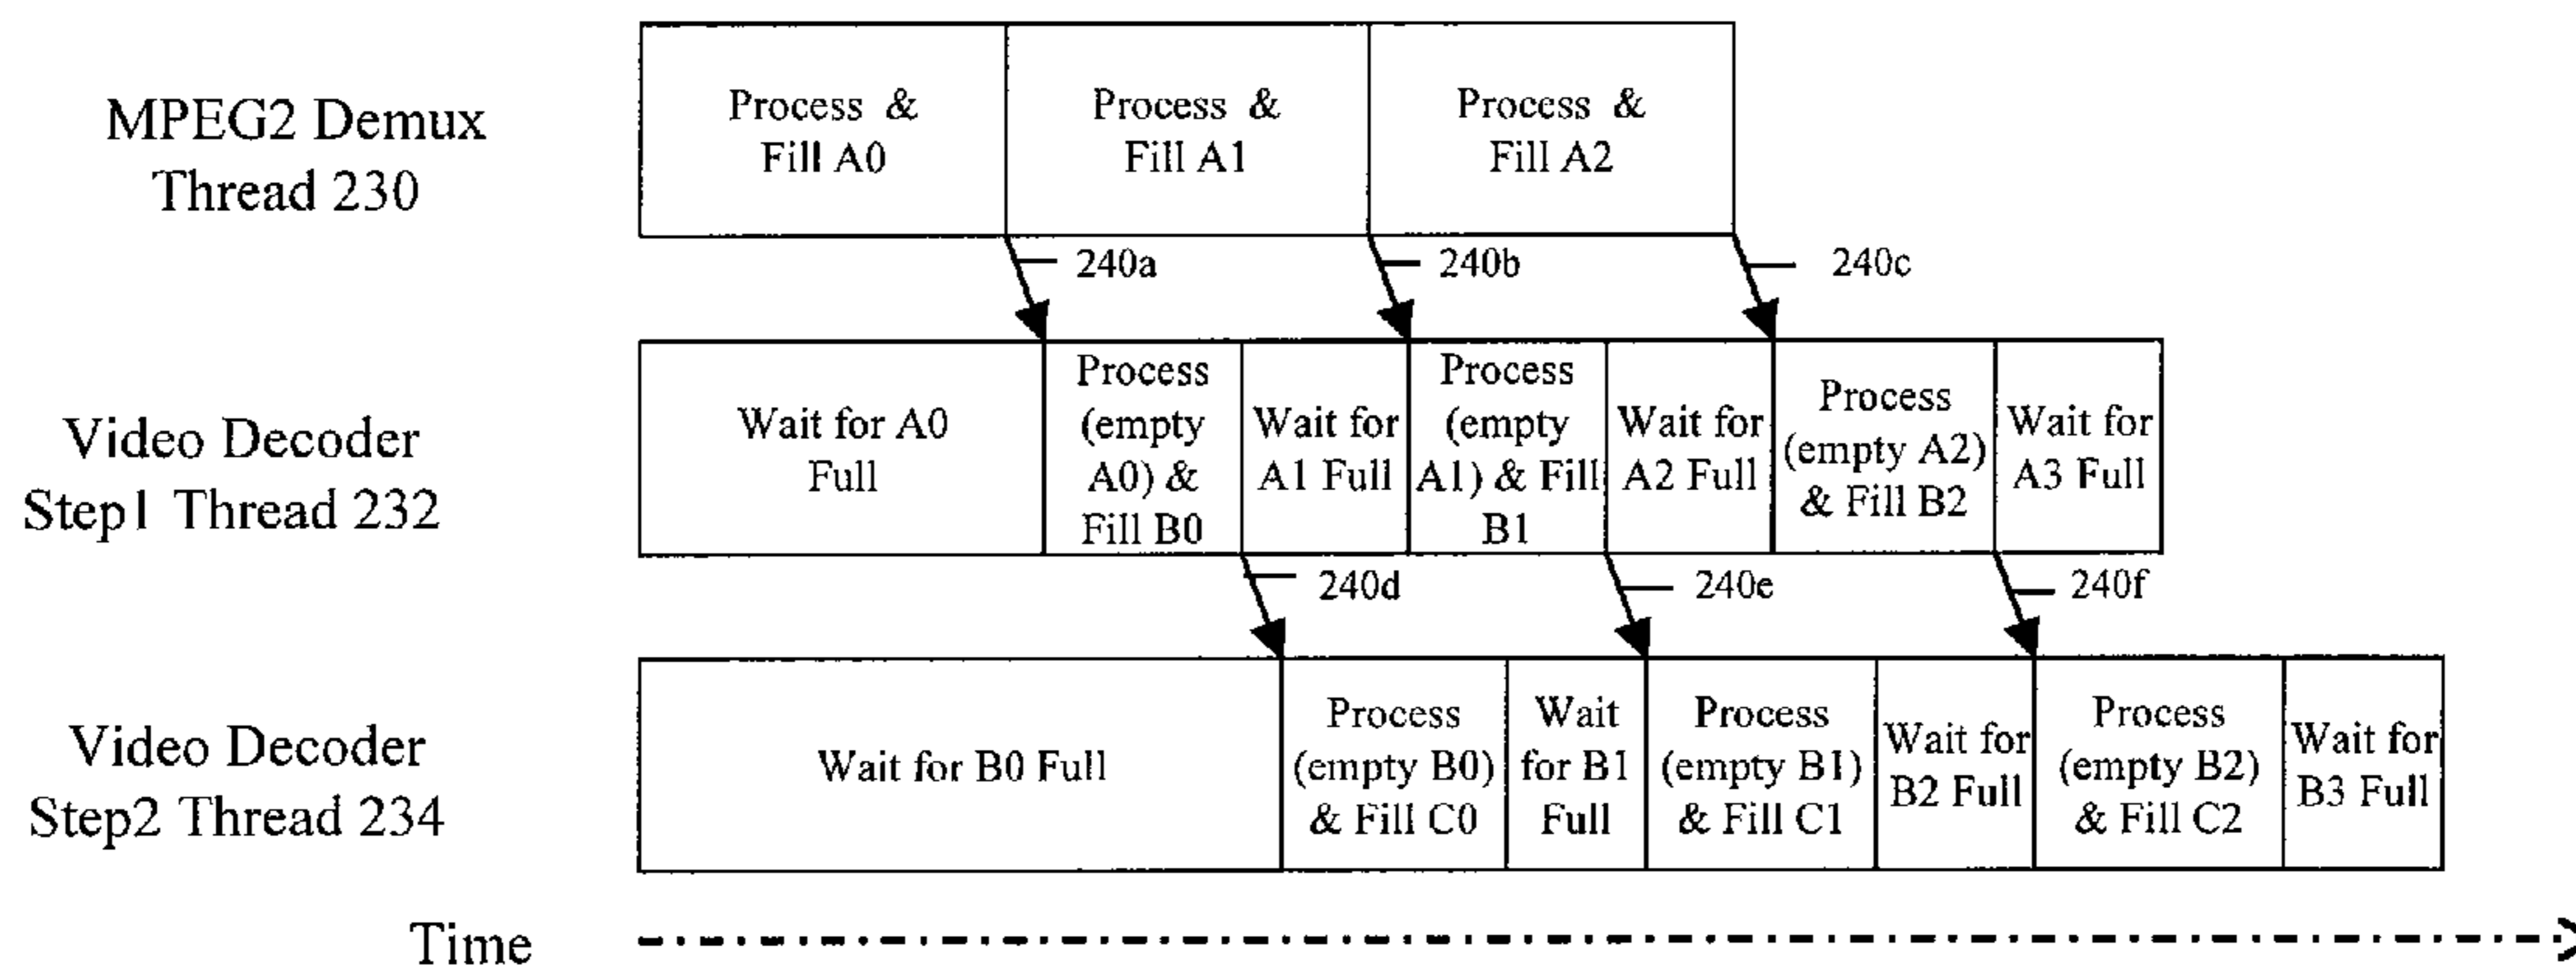 MPEG2 Demux
Thread 230
Process &
Fill A0
Process &
Fill A1
Process &
Fill A2
240a
240b
240c
Video Decoder
Step1 Thread 232
Wait for A0
Full
Process
(empty
A0) &
Fill B0
Wait for
A1 Full
Process
(empty
A1) & Fill
B1
Wait for
A2 Full
Process
(empty A2)
& Fill B2
Wait for
A3 Full
240d
240e
240f
Video Decoder
Step2 Thread 234
Wait for B0 Full
Process
(empty B0)
& Fill C0
Wait
for B1
Full
Process
(empty B1)
& Fill C1
Wait for
B2 Full
Process
(empty B2)
& Fill C2
Wait for
B3 Full
Time